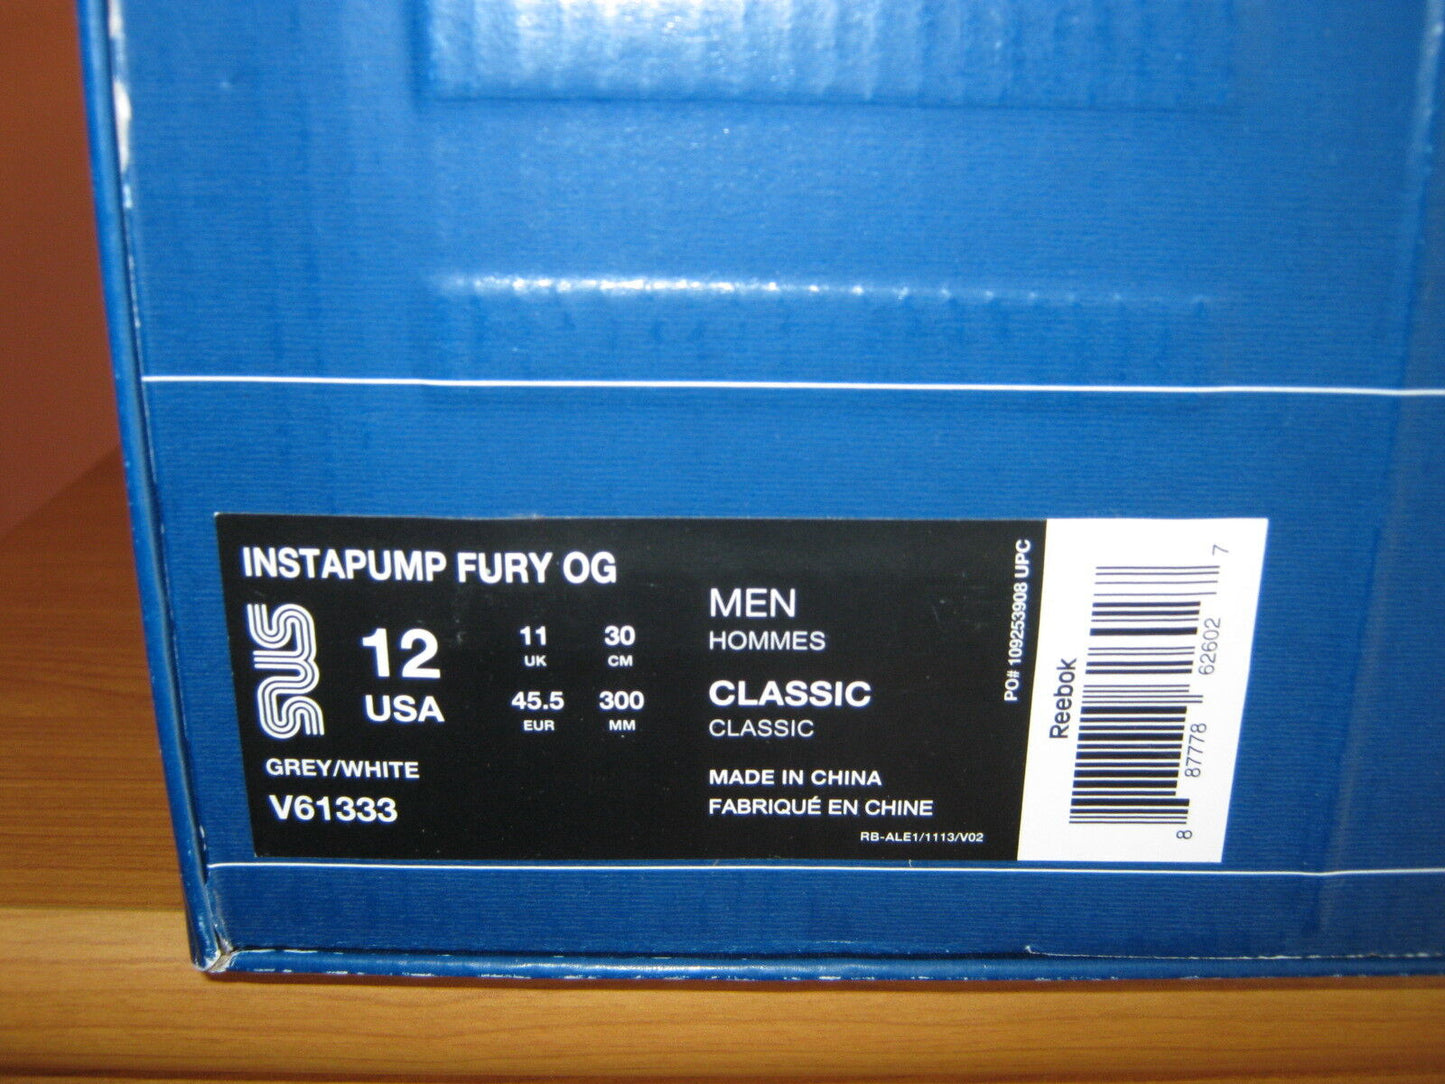 INSTAPUMP FURY OG
SNS
12
USA
11
UK
30
CM
45.5
EUR
300
MM
GREY/WHITE
V61333
MEN
HOMMES
CLASSIC
CLASSIC
MADE IN CHINA
FABRIQUÉ EN CHINE
RB-ALE1/1113/V02
PO# 109253908 UPC
Reebok
8 87778 62602 7